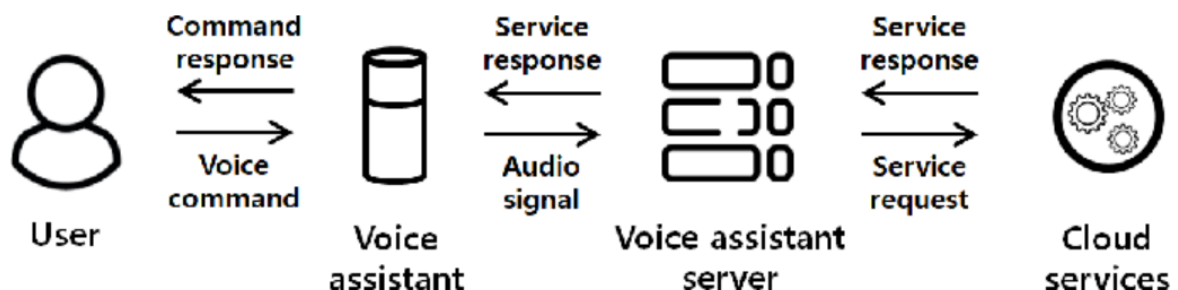 Command
response
Service
response
Service
response
Voice
command
Audio
signal
Service
request
User
Voice
assistant
Voice assistant
server
Cloud
services